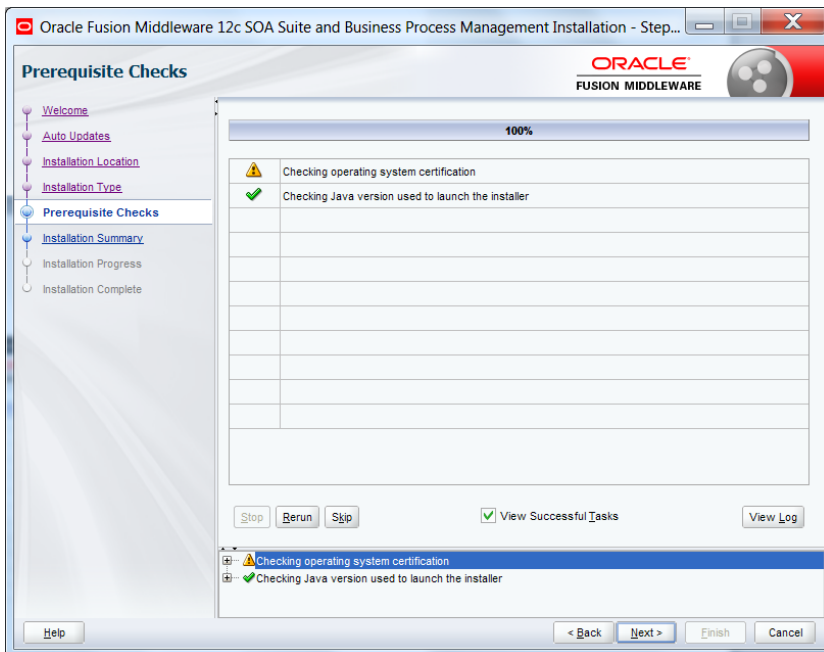 Oracle Fusion Middleware 12c SOA Suite and Business Process Management Installation - Step...
Prerequisite Checks
ORACLE
FUSION MIDDLEWARE
Welcome
Auto Updates
Installation Location
Installation Type
Prerequisite Checks
Installation Summary
Installation Progress
Installation Complete
100%
Checking operating system certification
Checking Java version used to launch the installer
Stop
Rerun
Skip
View Successful Tasks
View Log
Checking operating system certification
Checking Java version used to launch the installer
Help
< Back
Next >
Finish
Cancel